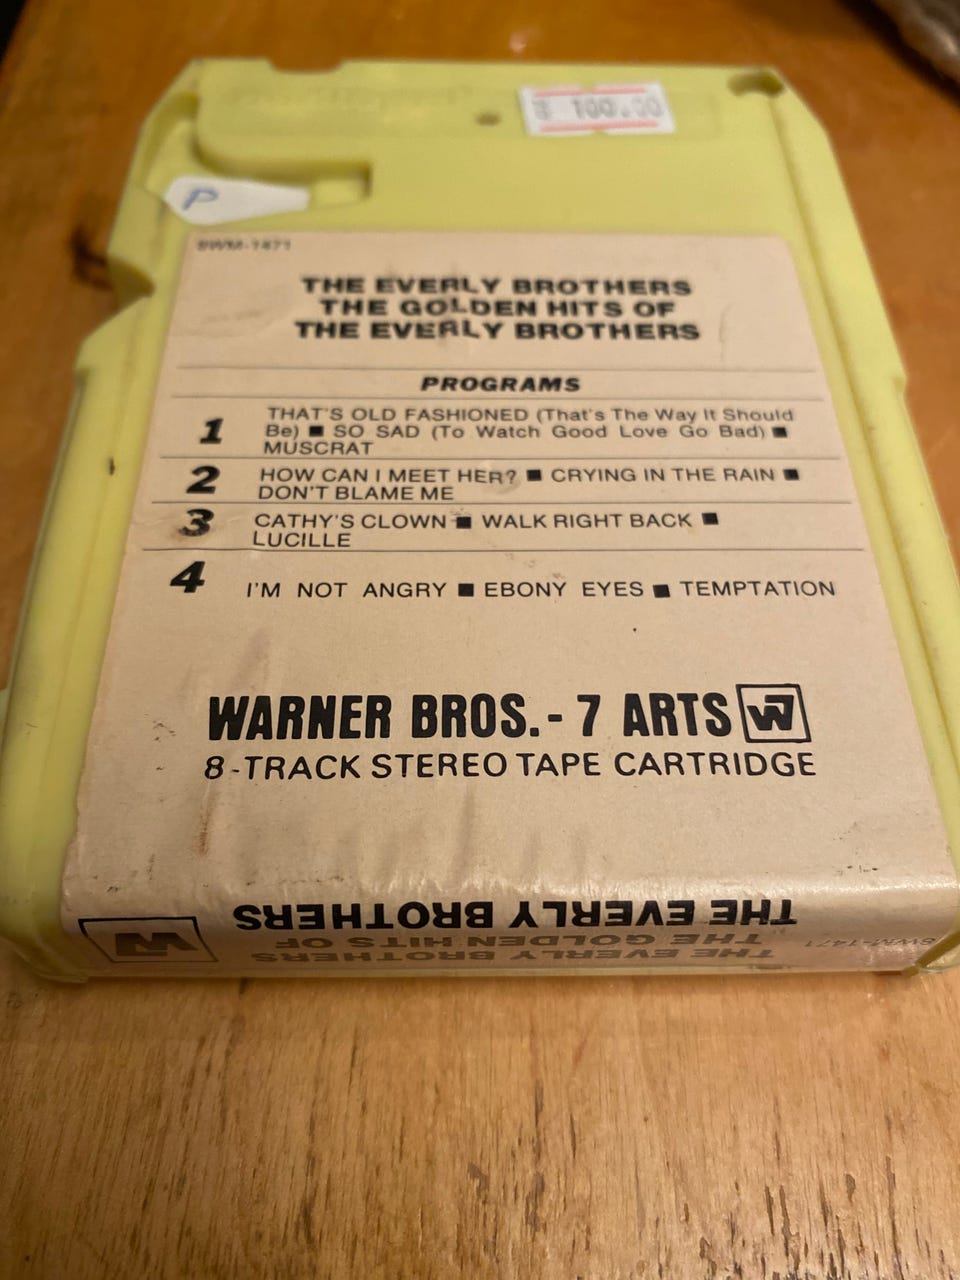 100.00
P
8WM-1471
THE EVERLY BROTHERS
THE GOLDEN HITS OF
THE EVERLY BROTHERS
PROGRAMS
1 THAT'S OLD FASHIONED (That's The Way It Should
Be) ■ SO SAD (To Watch Good Love Go Bad) ■
MUSCRAT
2 HOW CAN I MEET HER? ■ CRYING IN THE RAIN ■
DON'T BLAME ME
3 CATHY'S CLOWN ■ WALK RIGHT BACK ■
LUCILLE
4 I'M NOT ANGRY ■ EBONY EYES ■ TEMPTATION
WARNER BROS. - 7 ARTS W7
8-TRACK STEREO TAPE CARTRIDGE
THE EVERLY BROTHERS
THE GOLDEN HITS OF
THE EVERLY BROTHERS
8WM-1471
W7